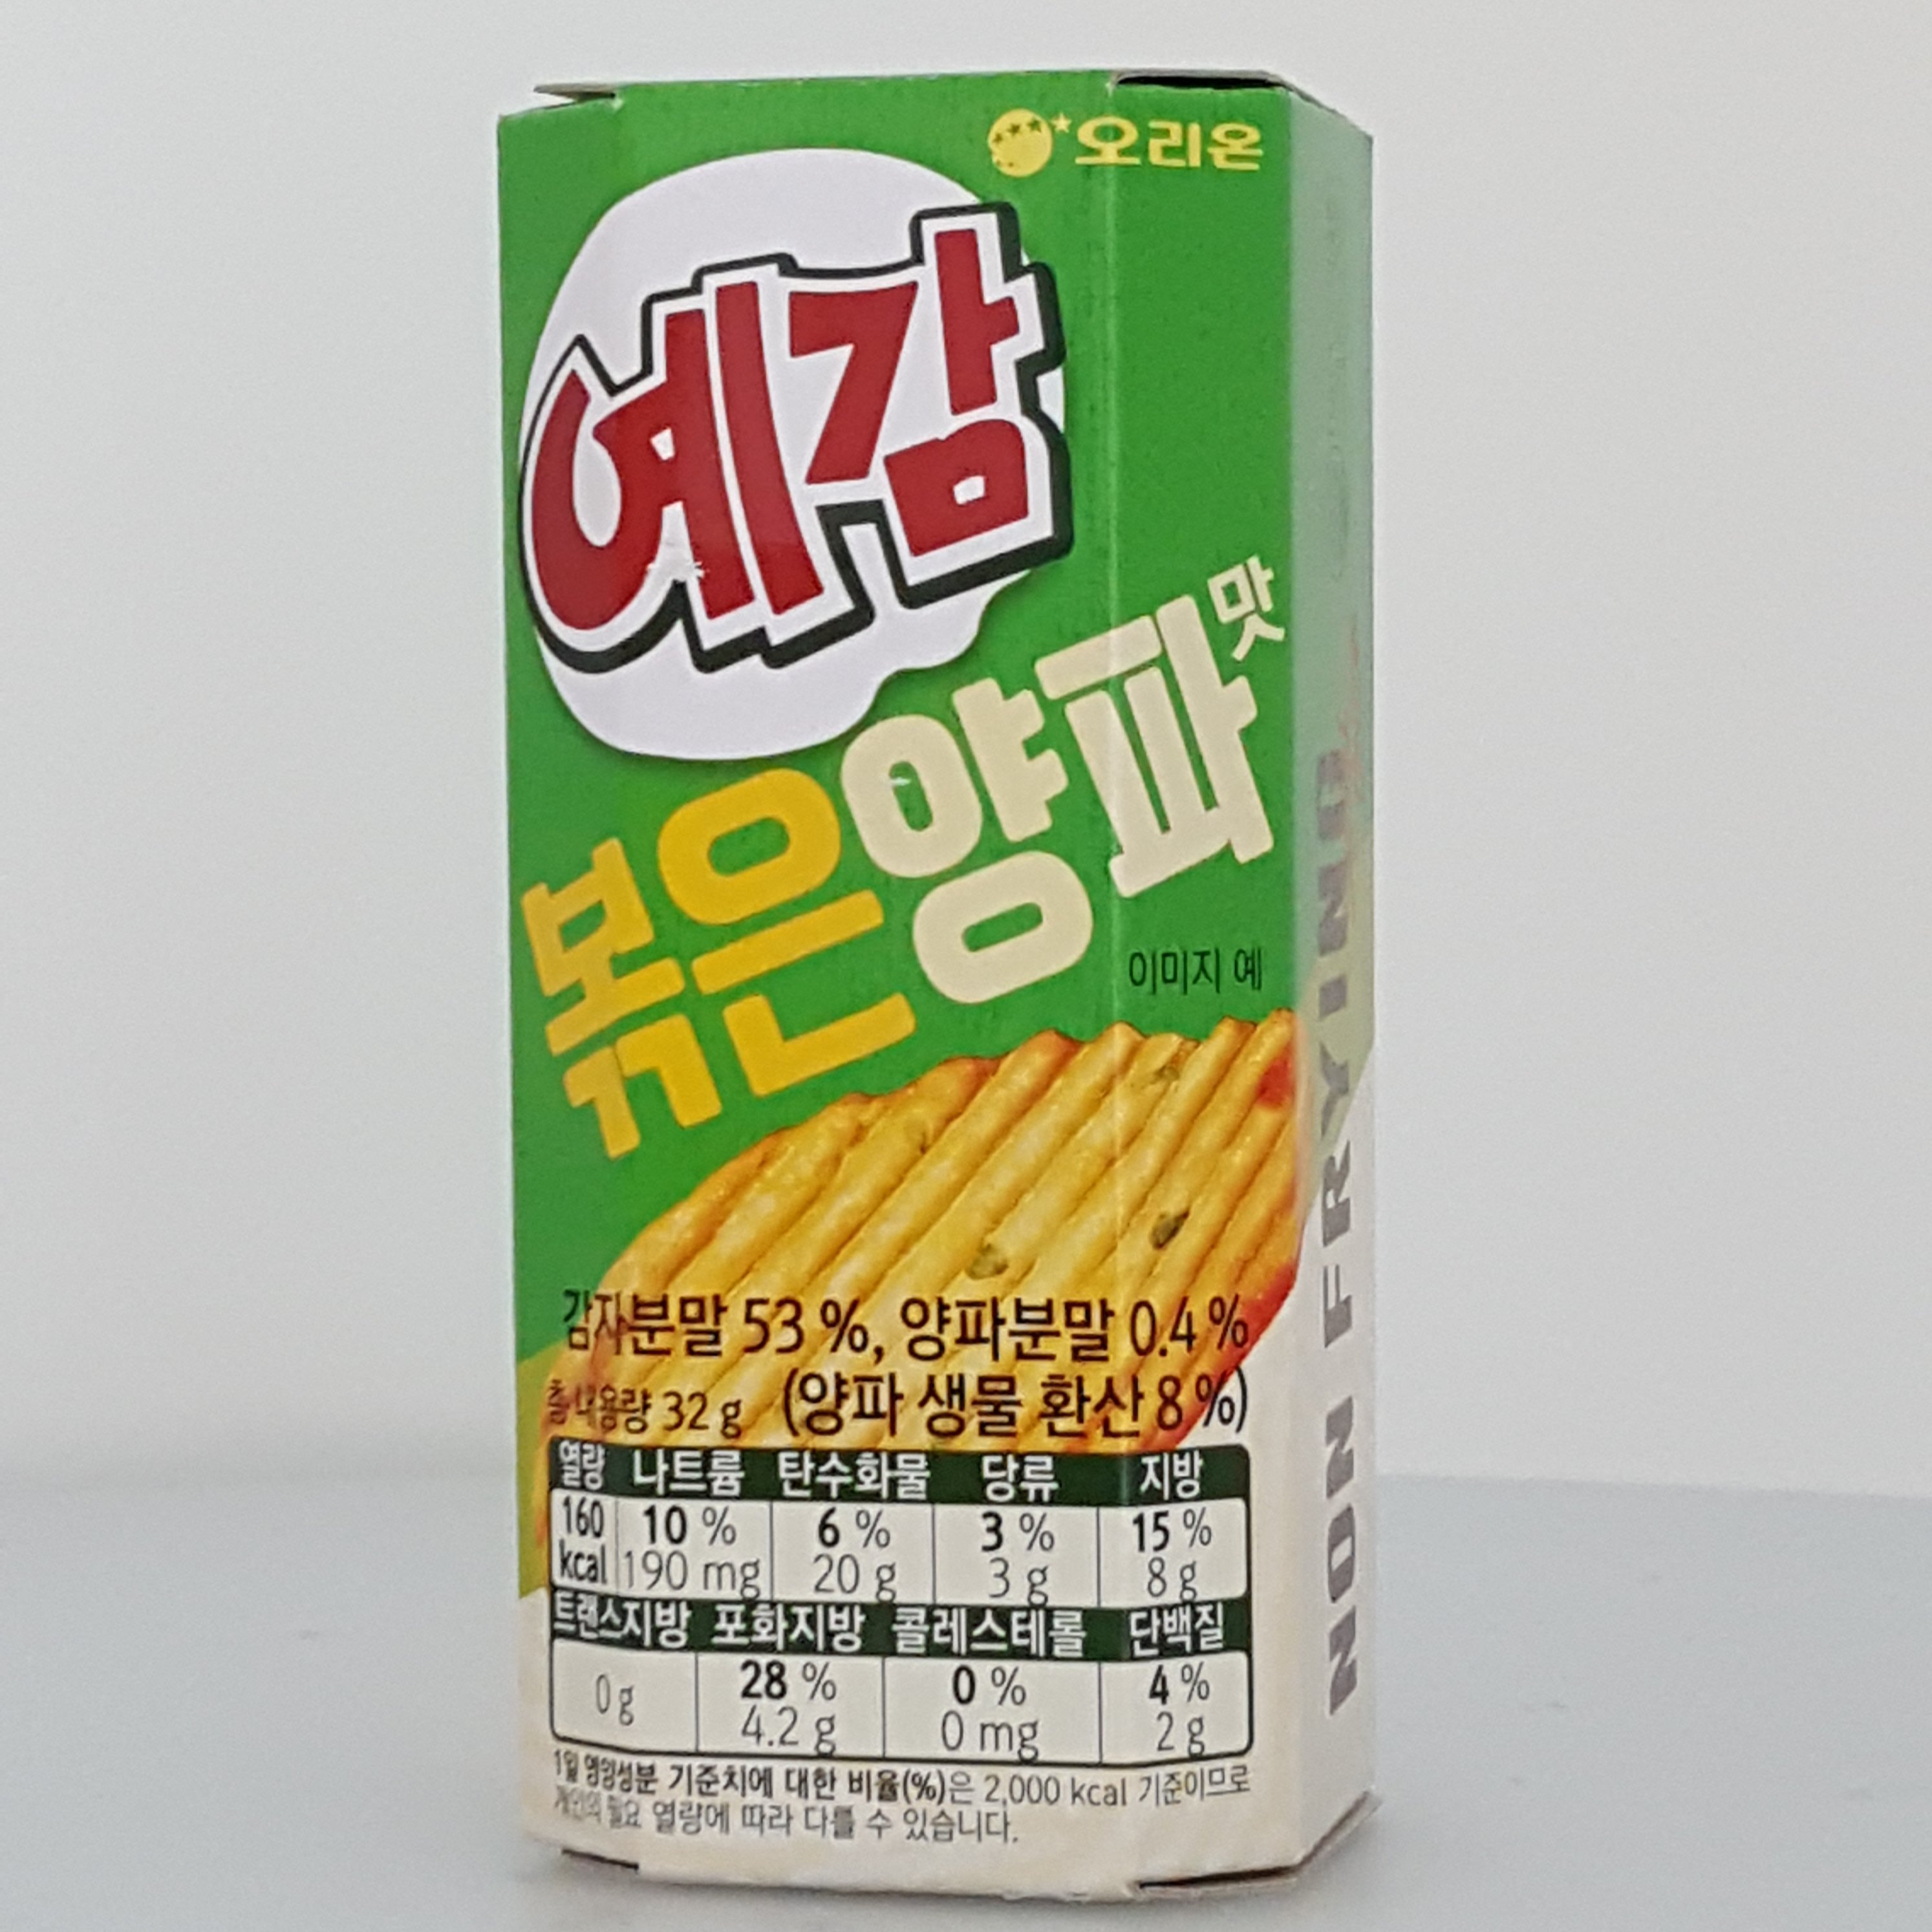 오리온
예감
볶은양파맛
이미지 예
감자분말 53 %, 양파분말 0.4 %
총 내용량 32 g (양파 생물 환산 8 %)
열량 나트륨 탄수화물 당류 지방
160 kcal 10 % 6 % 3 % 15 %
190 mg 20 g 3 g 8 g
트랜스지방 포화지방 콜레스테롤 단백질
0 g 28 % 0 % 4 %
4.2 g 0 mg 2 g
1일 영양성분 기준치에 대한 비율(%)은 2,000 kcal 기준이므로
개인의 필요 열량에 따라 다를 수 있습니다.
NON FRYING